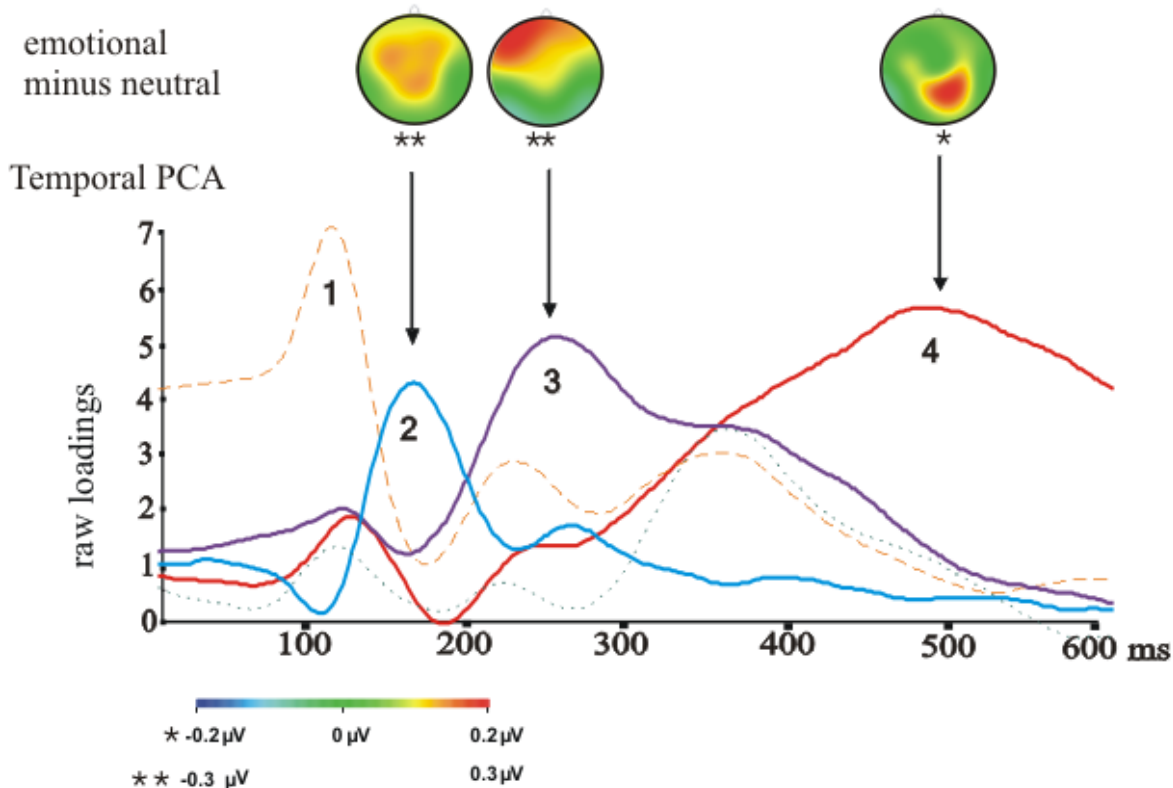 emotional
minus neutral
** ** *
Temporal PCA
7
6
5
4
3
2
1
0
raw loadings
1
2
3
4
100 200 300 400 500 600 ms
* -0.2 µV 0 µV 0.2 µV
** -0.3 µV 0.3 µV